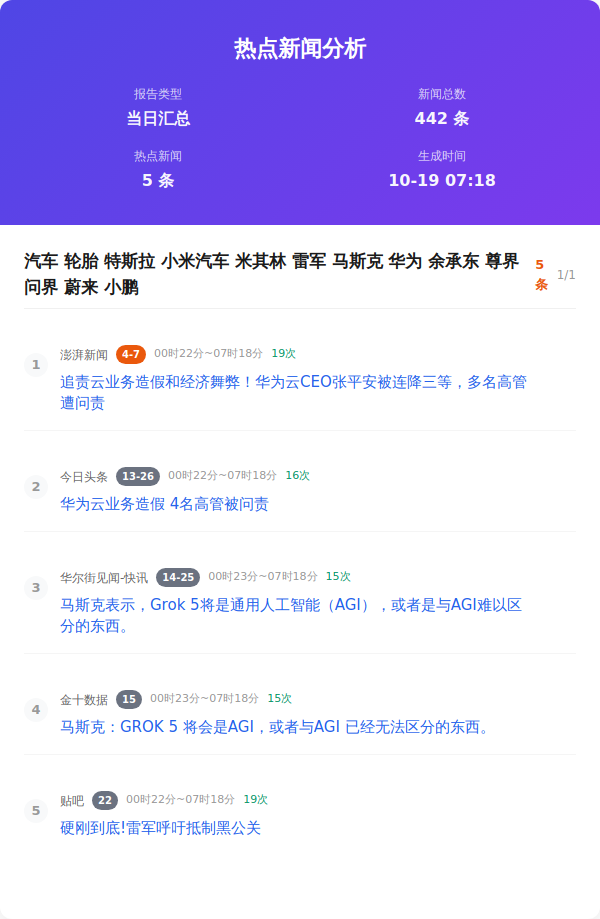 热点新闻分析
报告类型
当日汇总
新闻总数
442 条
热点新闻
5 条
生成时间
10-19 07:18
汽车 轮胎 特斯拉 小米汽车 米其林 雷军 马斯克 华为 余承东 尊界
问界 蔚来 小鹏
5
条
1/1
1
澎湃新闻 4-7 00时22分~07时18分 19次
追责云业务造假和经济舞弊！华为云CEO张平安被连降三等，多名高管
遭问责
2
今日头条 13-26 00时22分~07时18分 16次
华为云业务造假 4名高管被问责
3
华尔街见闻-快讯 14-25 00时23分~07时18分 15次
马斯克表示，Grok 5将是通用人工智能（AGI），或者是与AGI难以区
分的东西。
4
金十数据 15 00时23分~07时18分 15次
马斯克：GROK 5 将会是AGI，或者与AGI 已经无法区分的东西。
5
贴吧 22 00时22分~07时18分 19次
硬刚到底!雷军呼吁抵制黑公关